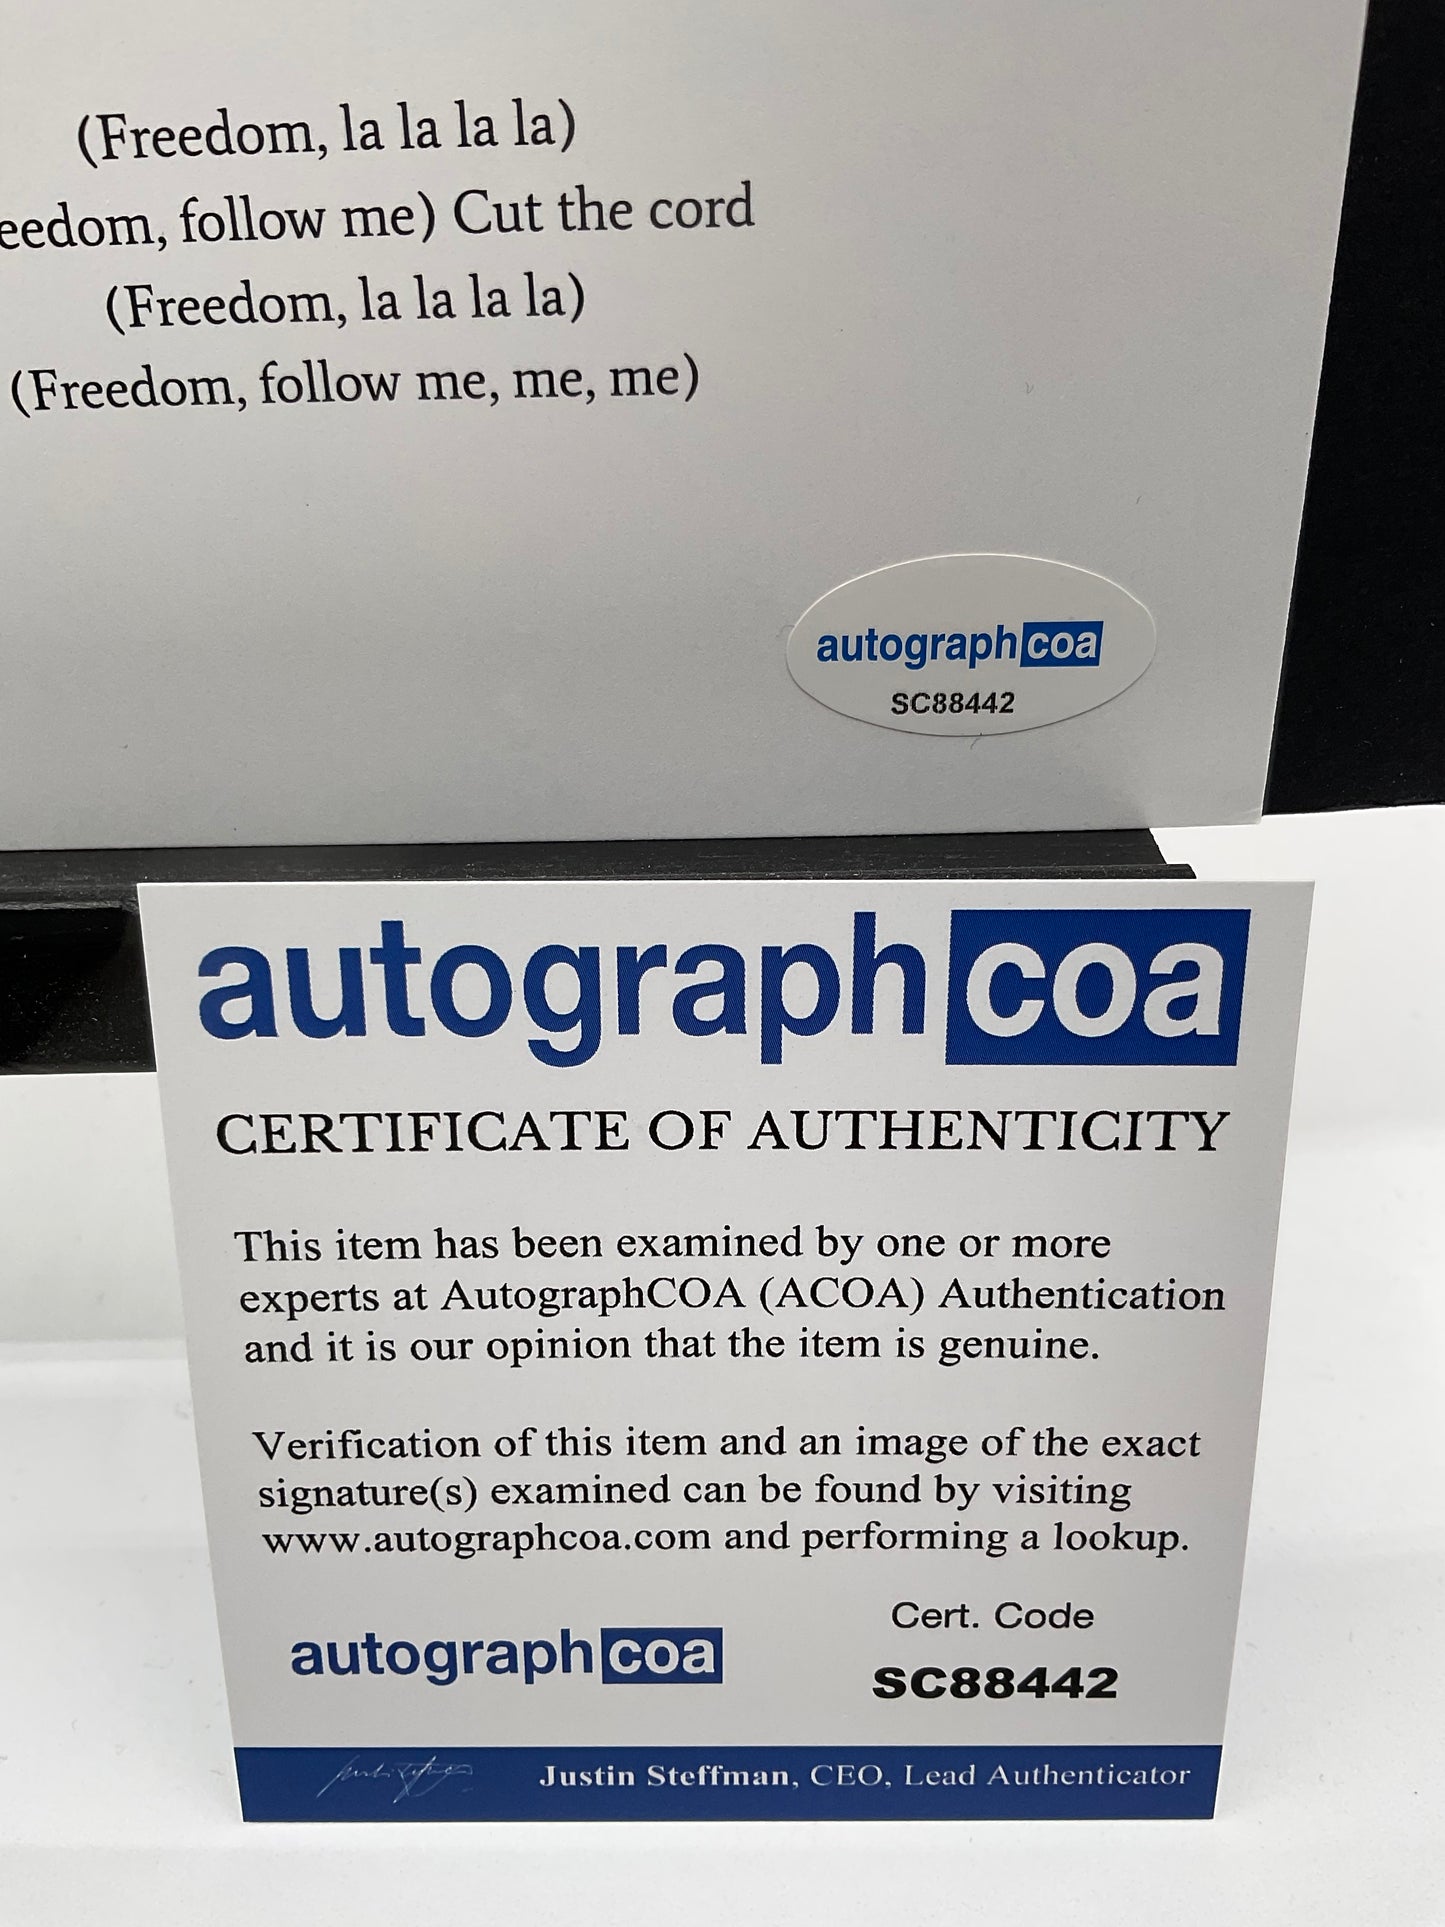 (Freedom, la la la la)
eedom, follow me) Cut the cord
(Freedom, la la la la)
(Freedom, follow me, me, me)
autographcoa
SC88442
autographcoa
CERTIFICATE OF AUTHENTICITY
This item has been examined by one or more
experts at AutographCOA (ACOA) Authentication
and it is our opinion that the item is genuine.
Verification of this item and an image of the exact
signature(s) examined can be found by visiting
www.autographcoa.com and performing a lookup.
Cert. Code
autographcoa
SC88442
Justin Steffman, CEO, Lead Authenticator